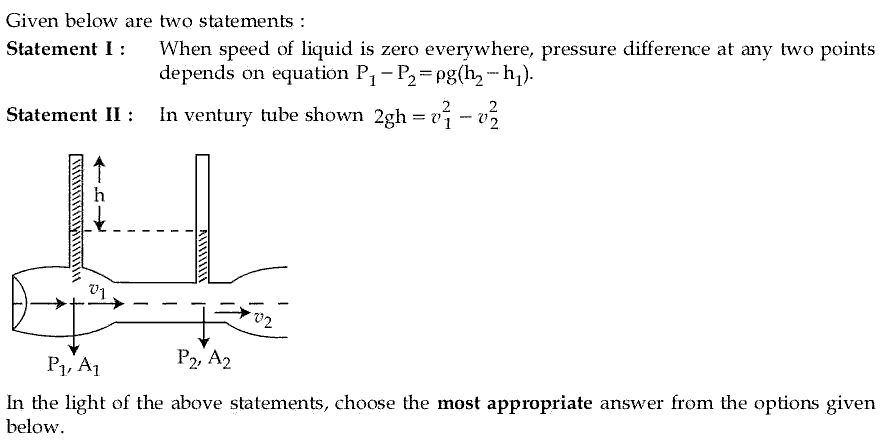 Given below are two statements :
Statement I : When speed of liquid is zero everywhere, pressure difference at any two points
depends on equation P₁ − P₂ = ρg(h₂ − h₁).
Statement II : In ventury tube shown 2gh = v₁² − v₂²
h
v₁
v₂
P₁, A₁
P₂, A₂
In the light of the above statements, choose the most appropriate answer from the options given
below.